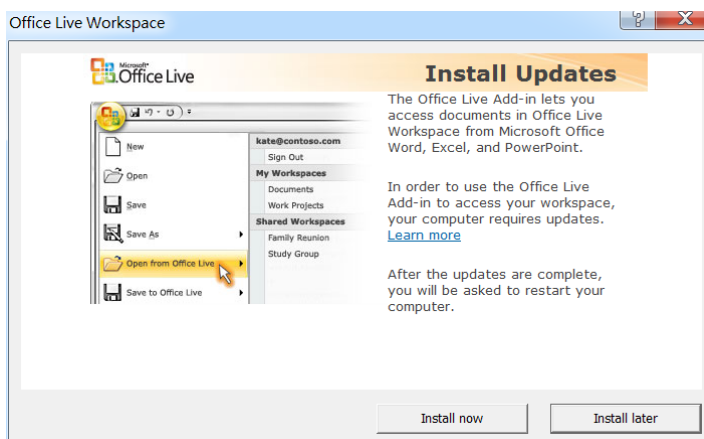 Office Live Workspace
Microsoft
Office Live
Install Updates
New
Open
Save
Save As
Open from Office Live
Save to Office Live
kate@contoso.com
Sign Out
My Workspaces
Documents
Work Projects
Shared Workspaces
Family Reunion
Study Group
The Office Live Add-in lets you
access documents in Office Live
Workspace from Microsoft Office
Word, Excel, and PowerPoint.
In order to use the Office Live
Add-in to access your workspace,
your computer requires updates.
Learn more
After the updates are complete,
you will be asked to restart your
computer.
Install now
Install later